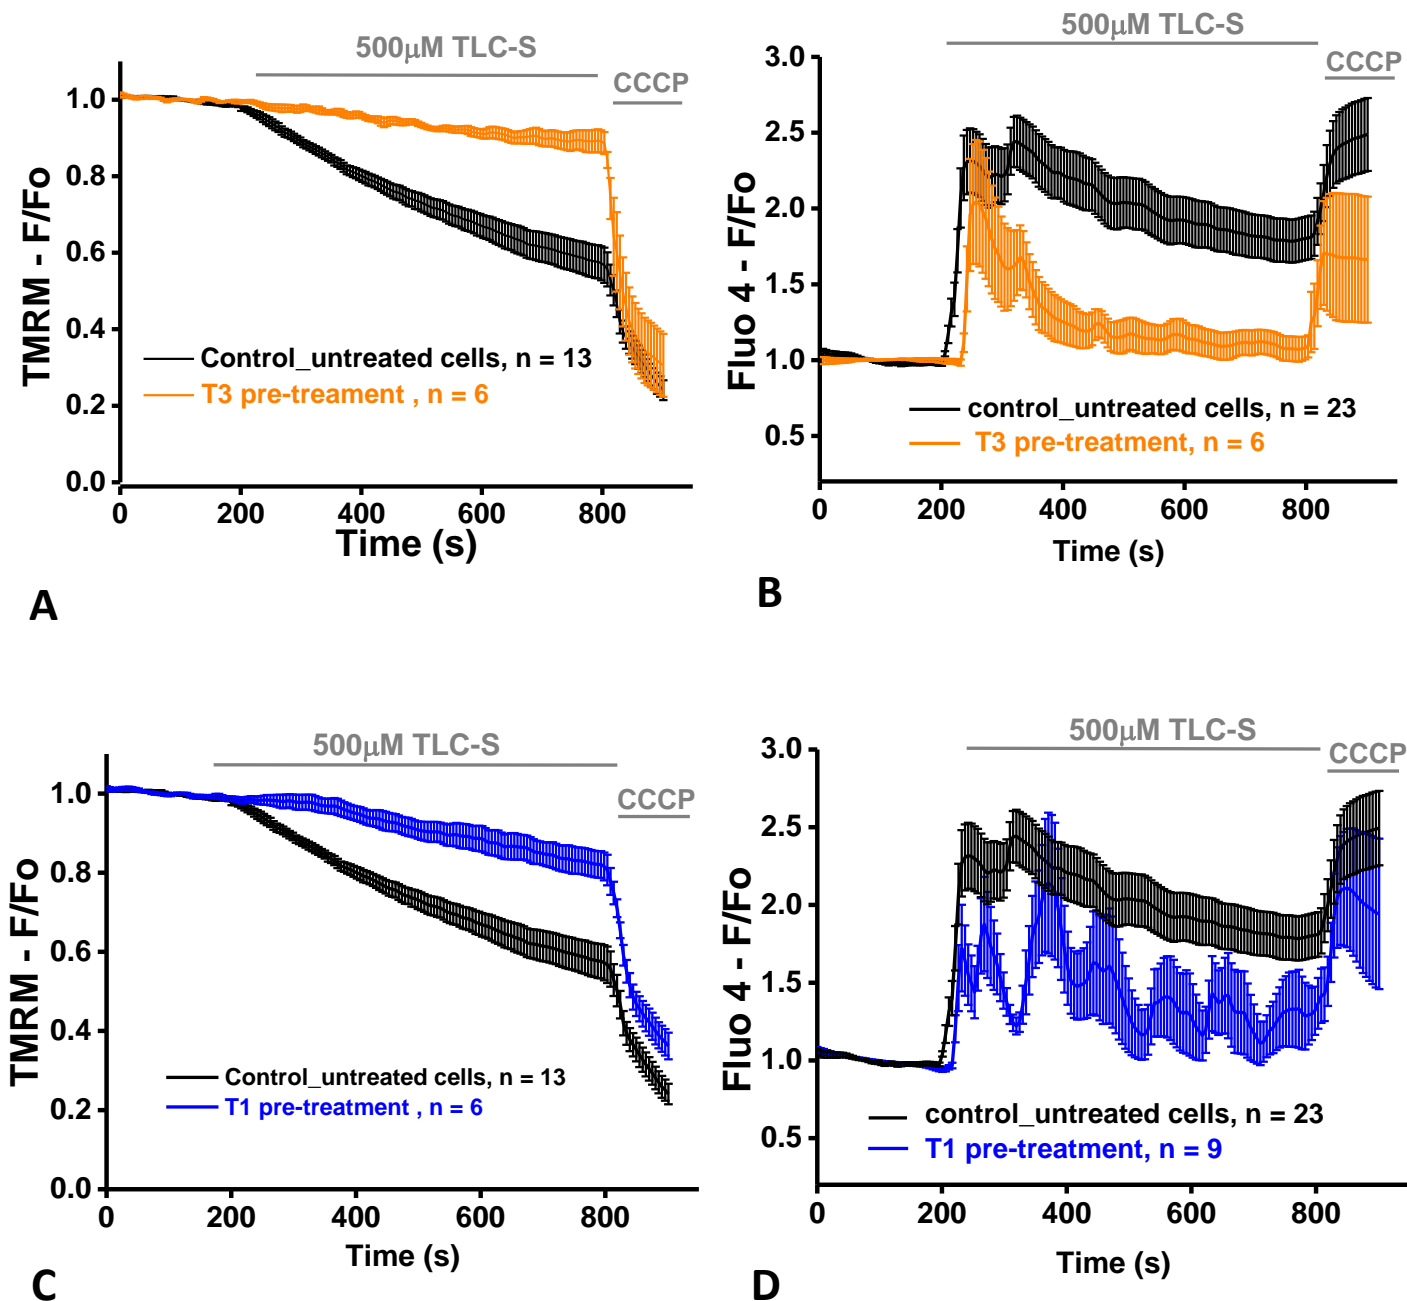 500μM TLC-S
CCCP
TMRM - F/Fo
1.0
0.8
0.6
0.4
0.2
0.0
Control_untreated cells, n = 13
T3 pre-treament , n = 6
0
200
400
600
800
Time (s)
A
500μM TLC-S
CCCP
Fluo 4 - F/Fo
3.0
2.5
2.0
1.5
1.0
0.5
control_untreated cells, n = 23
T3 pre-treatment, n = 6
0
200
400
600
800
Time (s)
B
500μM TLC-S
CCCP
TMRM - F/Fo
1.0
0.8
0.6
0.4
0.2
0.0
Control_untreated cells, n = 13
T1 pre-treatment , n = 6
0
200
400
600
800
Time (s)
C
500μM TLC-S
CCCP
Fluo 4 - F/Fo
3.0
2.5
2.0
1.5
1.0
0.5
control_untreated cells, n = 23
T1 pre-treatment, n = 9
0
200
400
600
800
Time (s)
D